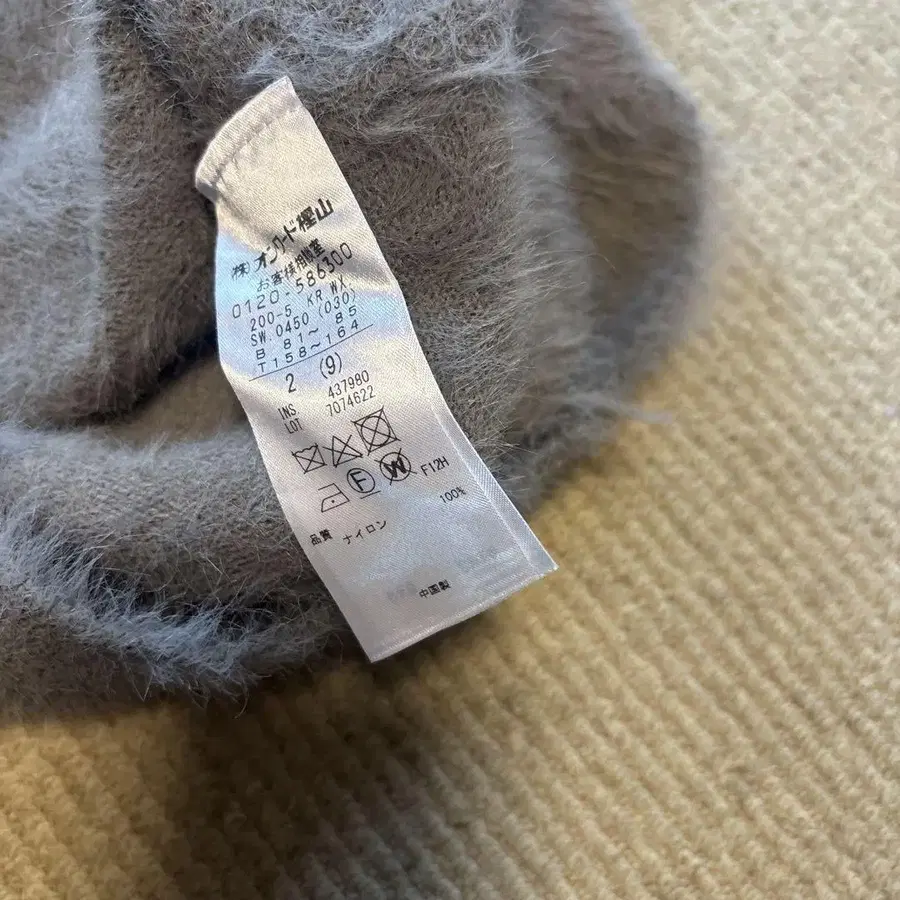 (株)オンワード樫山
お客様相談室
0120-586300
200-5. KR WX.
SW.0450 (030)
B 81～ 85
T158～164
2 (9)
INS 437980
LOT 7074622
F
W
F12H
品質 ナイロン 100%
中国製